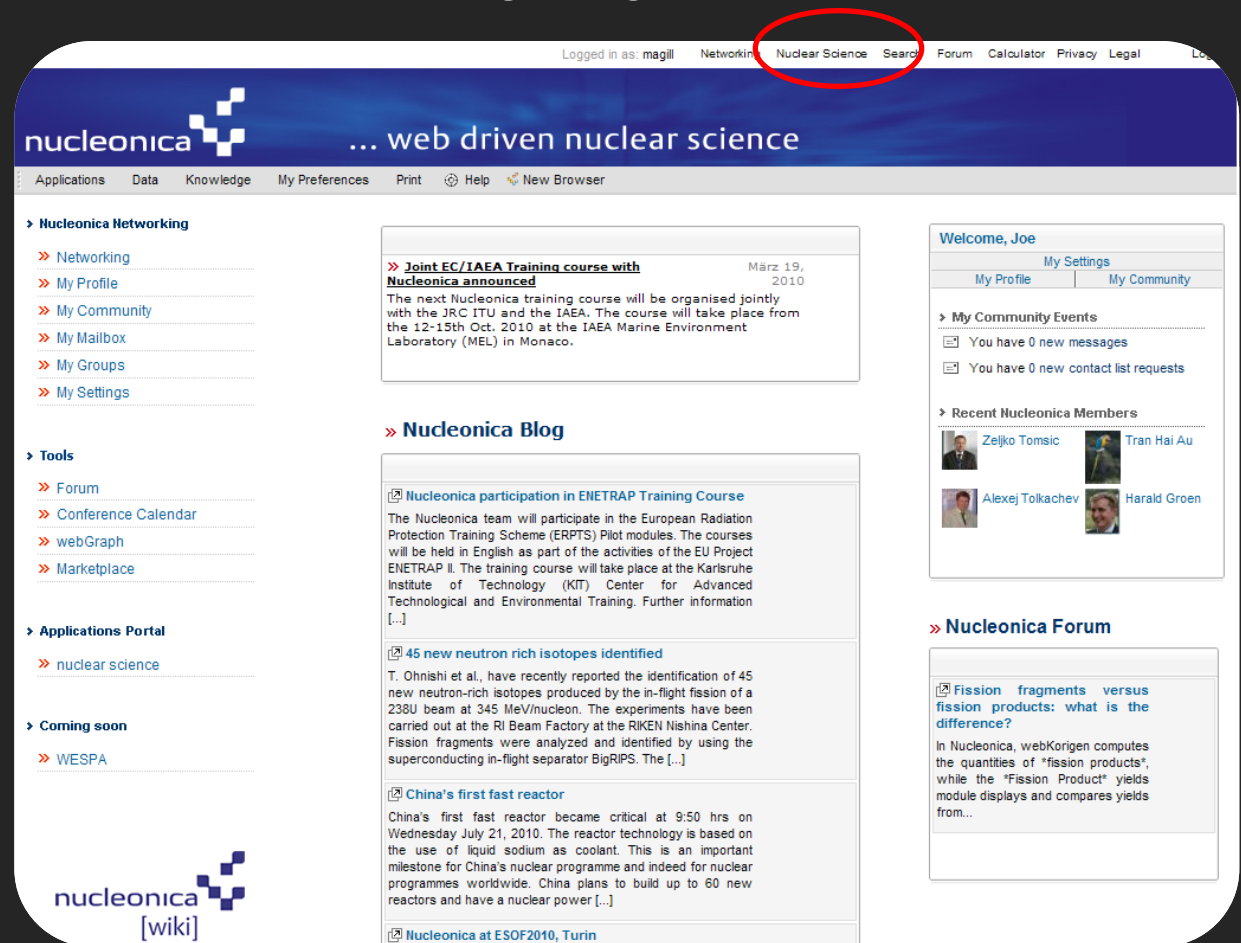 Logged in as: magill Networking Nuclear Science Search Forum Calculator Privacy Legal
nucleonica
... web driven nuclear science
Applications Data Knowledge My Preferences Print Help New Browser
Nucleonica Networking
» Networking
» My Profile
» My Community
» My Mailbox
» My Groups
» My Settings
Tools
» Forum
» Conference Calendar
» webGraph
» Marketplace
Applications Portal
» nuclear science
Coming soon
» WESPA
nucleonica
[wiki]
» Joint EC/IAEA Training course with
Nucleonica announced
März 19,
2010
The next Nucleonica training course will be organised jointly
with the JRC ITU and the IAEA. The course will take place from
the 12-15th Oct. 2010 at the IAEA Marine Environment
Laboratory (MEL) in Monaco.
» Nucleonica Blog
Nucleonica participation in ENETRAP Training Course
The Nucleonica team will participate in the European Radiation
Protection Training Scheme (ERPTS) Pilot modules. The courses
will be held in English as part of the activities of the EU Project
ENETRAP II. The training course will take place at the Karlsruhe
Institute of Technology (KIT) Center for Advanced
Technological and Environmental Training. Further information
[...]
45 new neutron rich isotopes identified
T. Ohnishi et al., have recently reported the identification of 45
new neutron-rich isotopes produced by the in-flight fission of a
238U beam at 345 MeV/nucleon. The experiments have been
carried out at the RI Beam Factory at the RIKEN Nishina Center.
Fission fragments were analyzed and identified by using the
superconducting in-flight separator BigRIPS. The [...]
China's first fast reactor
China's first fast reactor became critical at 9:50 hrs on
Wednesday July 21, 2010. The reactor technology is based on
the use of liquid sodium as coolant. This is an important
milestone for China's nuclear programme and indeed for nuclear
programmes worldwide. China plans to build up to 60 new
reactors and have a nuclear power [...]
Nucleonica at ESOF2010, Turin
Welcome, Joe
My Settings
My Profile My Community
My Community Events
You have 0 new messages
You have 0 new contact list requests
Recent Nucleonica Members
Zeljko Tomsic Tran Hai Au
Alexej Tolkachev Harald Groen
» Nucleonica Forum
Fission fragments versus
fission products: what is the
difference?
In Nucleonica, webKorigen computes
the quantities of *fission products*,
while the *Fission Product* yields
module displays and compares yields
from...